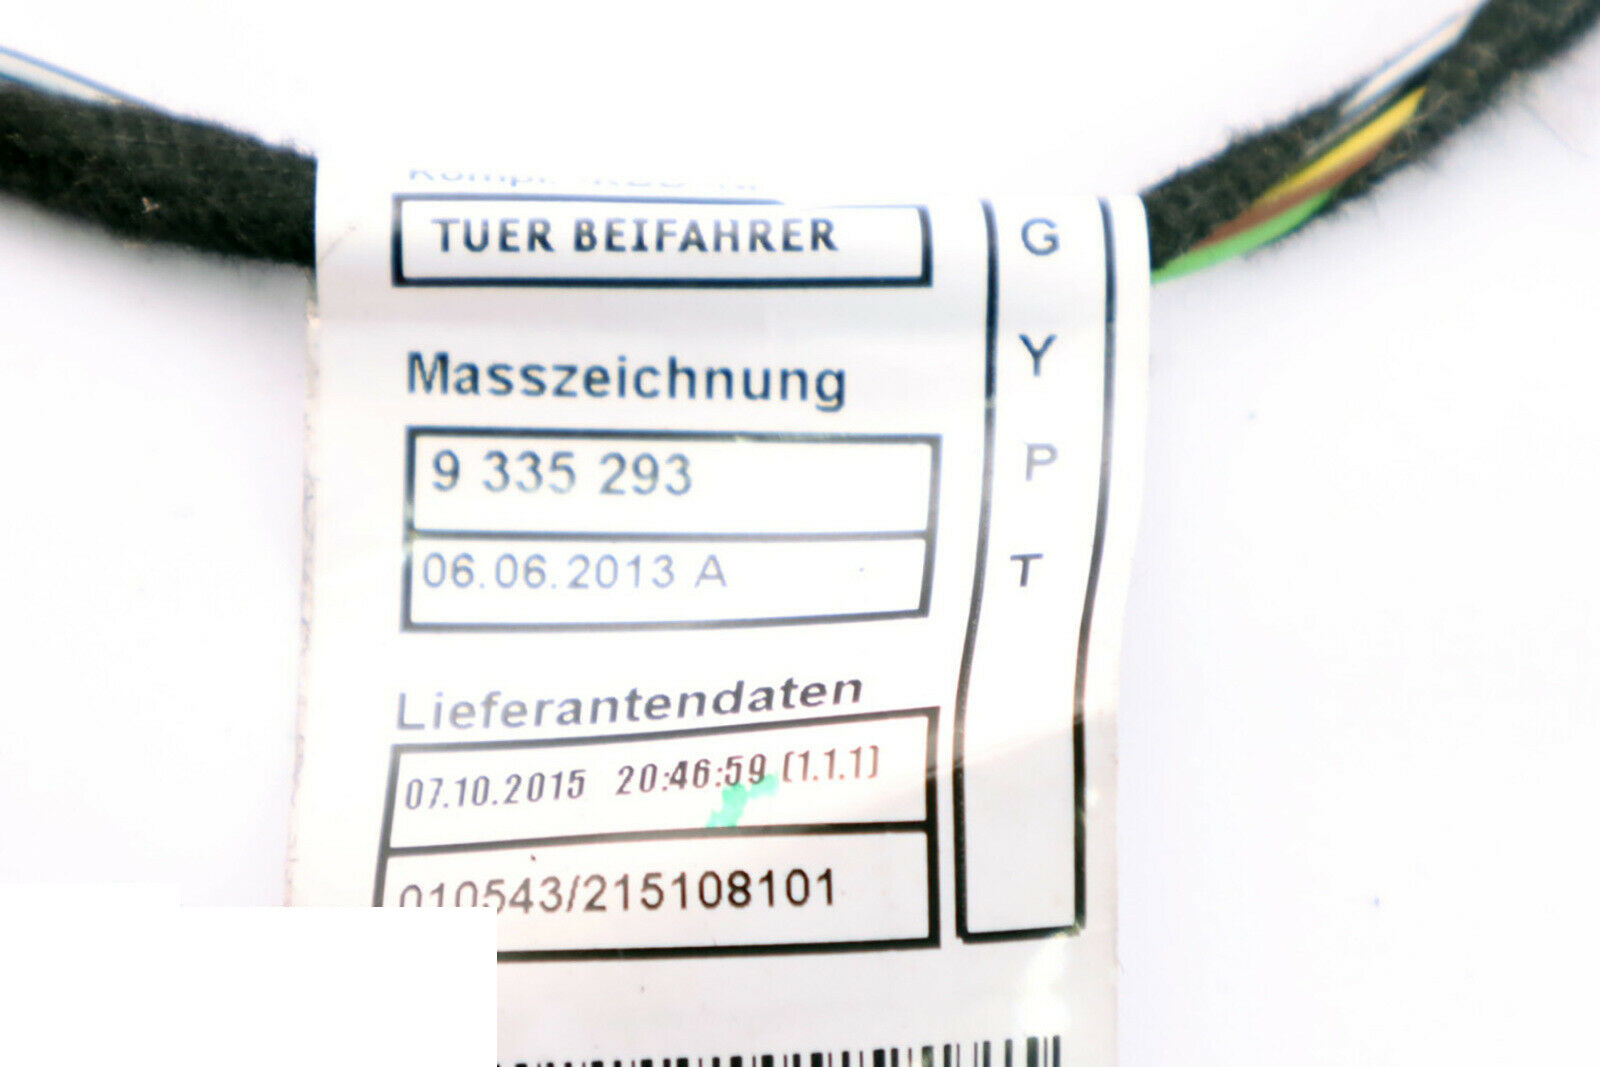 TUER BEIFAHRER
Masszeichnung
9 335 293
06.06.2013 A
Lieferantendaten
07.10.2015 20:46:59 (1.1.1)
010543/215108101
G
Y
P
T